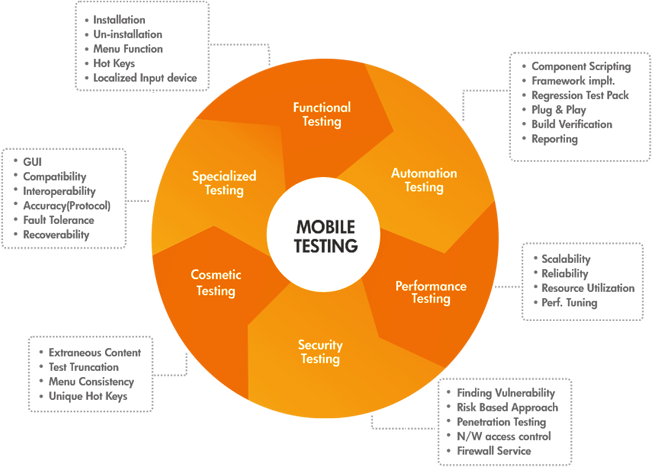 • Installation
• Un-installation
• Menu Function
• Hot Keys
• Localized Input device
Functional
Testing
• Component Scripting
• Framework implt.
• Regression Test Pack
• Plug & Play
• Build Verification
• Reporting
Automation
Testing
• Scalability
• Reliability
• Resource Utilization
• Perf. Tuning
Performance
Testing
• Finding Vulnerability
• Risk Based Approach
• Penetration Testing
• N/W access control
• Firewall Service
Security
Testing
• Extraneous Content
• Test Truncation
• Menu Consistency
• Unique Hot Keys
Cosmetic
Testing
• GUI
• Compatibility
• Interoperability
• Accuracy(Protocol)
• Fault Tolerance
• Recoverability
Specialized
Testing
MOBILE
TESTING